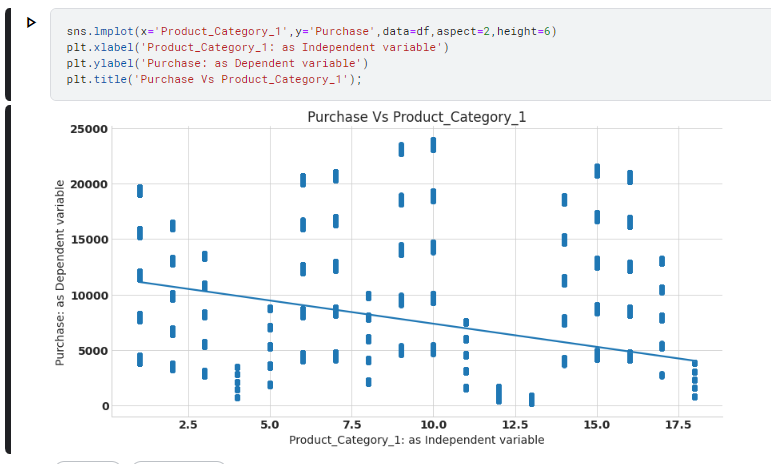 sns.lmplot(x='Product_Category_1',y='Purchase',data=df,aspect=2,height=6)
plt.xlabel('Product_Category_1: as Independent variable')
plt.ylabel('Purchase: as Dependent variable')
plt.title('Purchase Vs Product_Category_1');
Purchase Vs Product_Category_1
25000
20000
15000
10000
5000
0
Purchase: as Dependent variable
2.5 5.0 7.5 10.0 12.5 15.0 17.5
Product_Category_1: as Independent variable